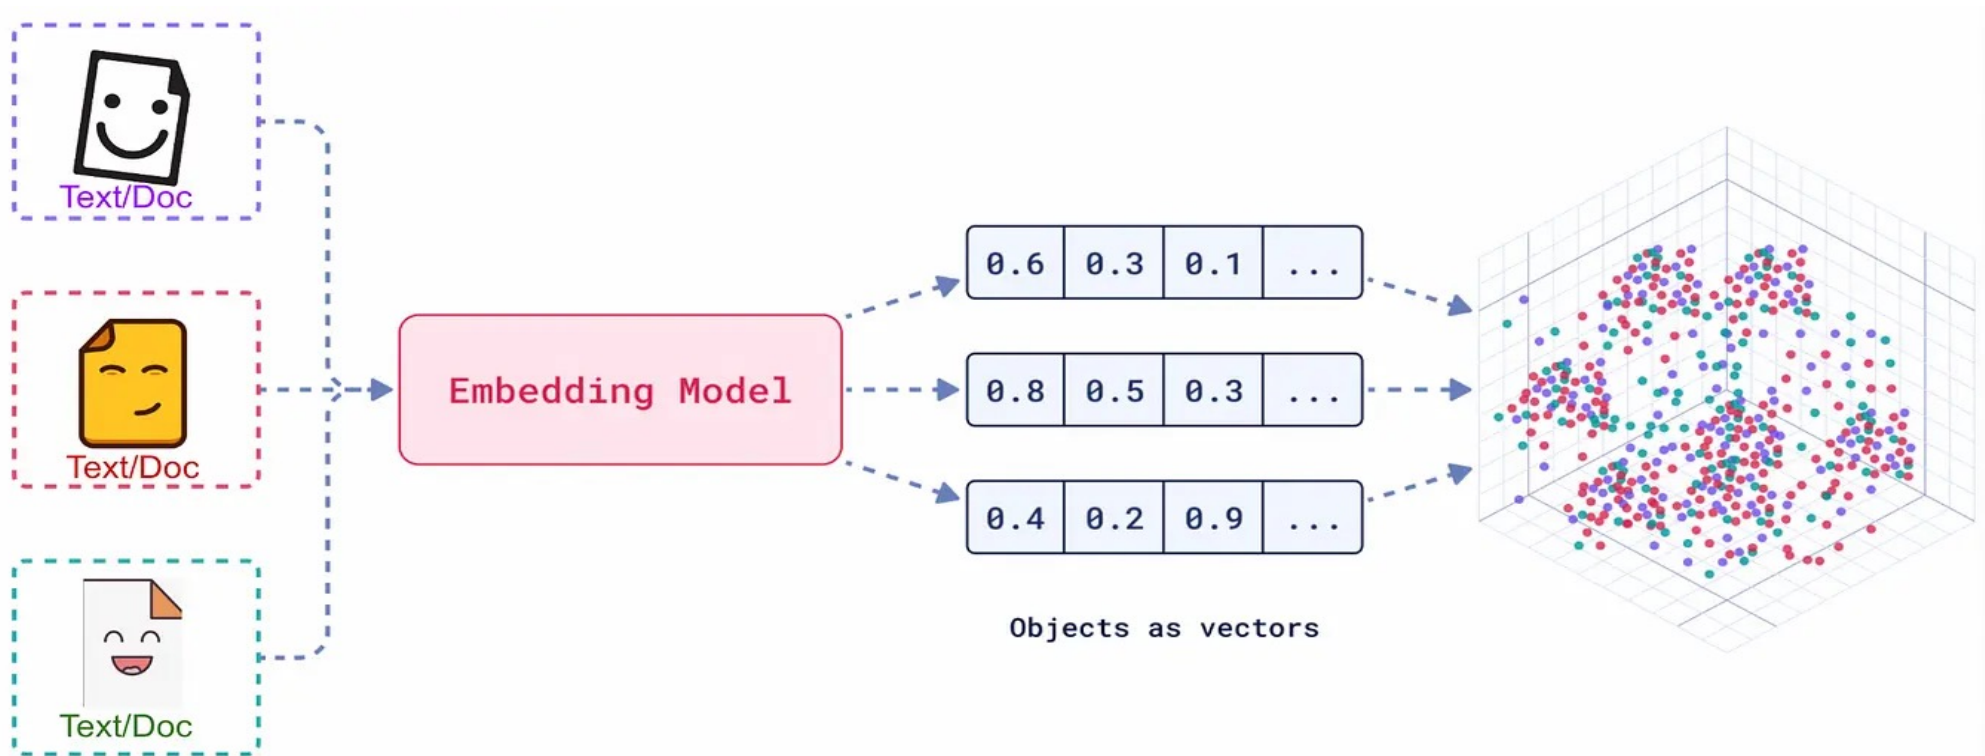 Text/Doc
Text/Doc
Text/Doc
Embedding Model
0.6 0.3 0.1 ...
0.8 0.5 0.3 ...
0.4 0.2 0.9 ...
Objects as vectors